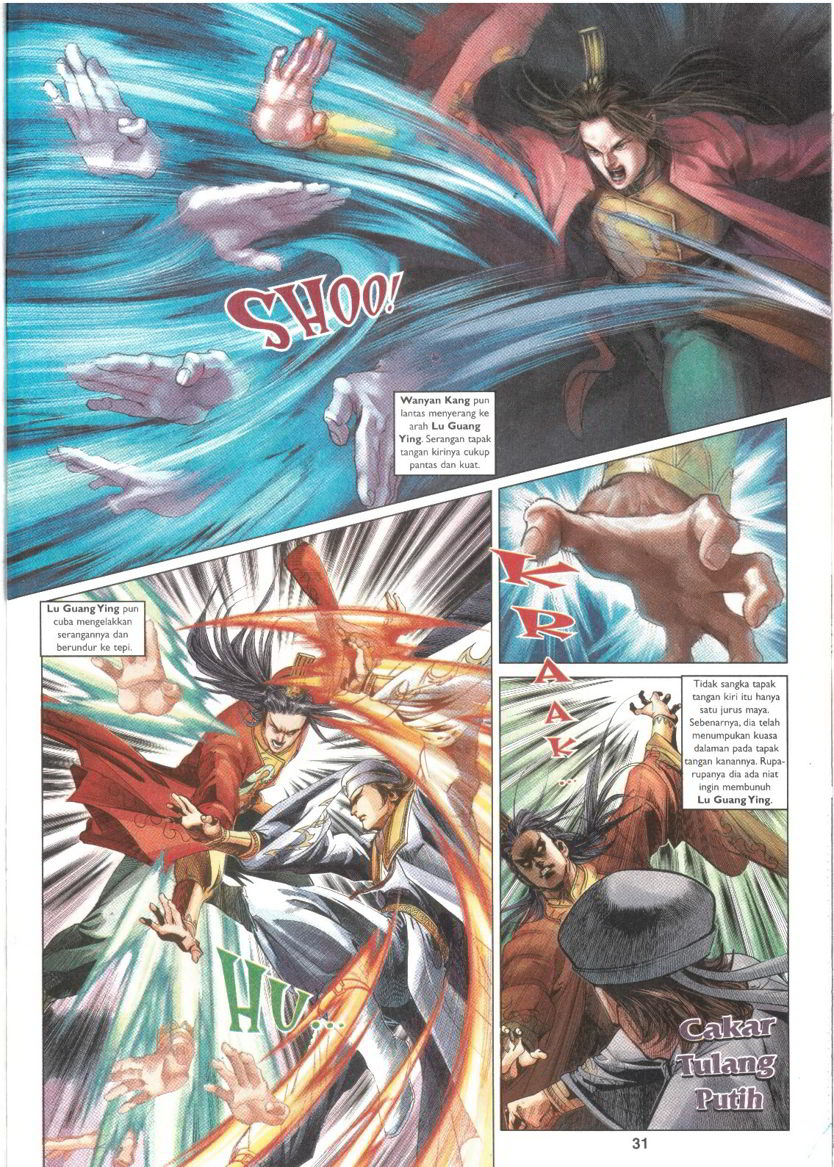 SHOO!
Wanyan Kang pun
lantas menyerang ke
arah Lu Guang
Ying. Serangan tapak
tangan kirinya cukup
pantas dan kuat.
Lu Guang Ying pun
cuba mengelakkan
serangannya dan
berundur ke tepi.
KRAAK...
Tidak sangka tapak
tangan kiri itu hanya
satu jurus maya.
Sebenarnya, dia telah
menumpukan kuasa
dalaman pada tapak
tangan kanannya. Rupa-
rupanya dia ada niat
ingin membunuh
Lu Guang Ying.
HU...
Cakar
Tulang
Putih
31